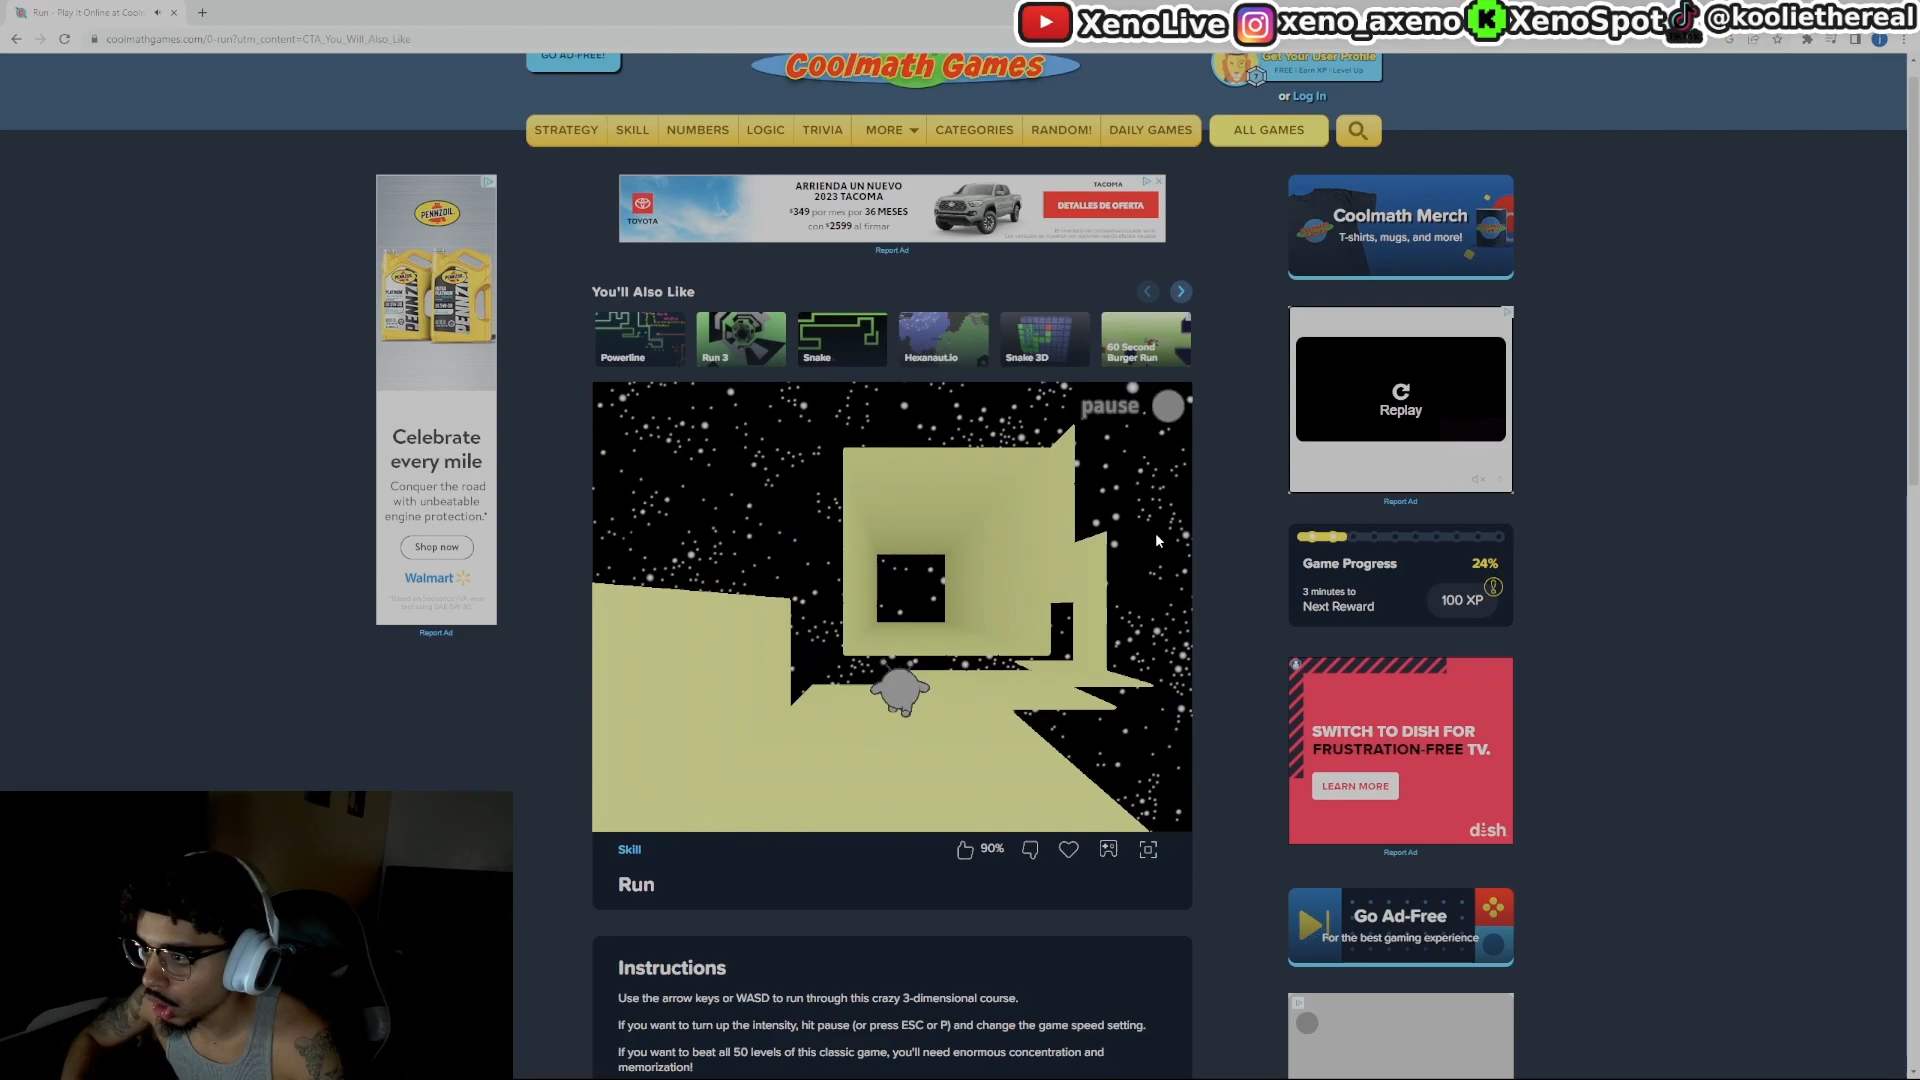 Run - Play it Online at Coolm
XenoLive xeno_axeno XenoSpot @kooliethereal
coolmathgames.com/0-run?utm_content=CTA_You_Will_Also_Like
GO AD-FREE!
Coolmath Games
Get Your User Profile
FREE | Earn XP | Level Up
or Log In
STRATEGY SKILL NUMBERS LOGIC TRIVIA MORE CATEGORIES RANDOM! DAILY GAMES ALL GAMES
PENNZOIL
Celebrate
every mile
Conquer the road
with unbeatable
engine protection.*
Shop now
Walmart
Report Ad
TOYOTA
ARRIENDA UN NUEVO
2023 TACOMA
$349 por mes por 36 MESES
con $2599 al firmar
TACOMA
DETALLES DE OFERTA
Report Ad
You'll Also Like
Powerline
Run 3
Snake
Hexanaut.io
Snake 3D
60 Second
Burger Run
pause
Skill
90%
Run
Instructions
Use the arrow keys or WASD to run through this crazy 3-dimensional course.
If you want to turn up the intensity, hit pause (or press ESC or P) and change the game speed setting.
If you want to beat all 50 levels of this classic game, you'll need enormous concentration and
memorization!
Coolmath Merch
T-shirts, mugs, and more!
Replay
Report Ad
Game Progress 24%
3 minutes to
Next Reward
100 XP
SWITCH TO DISH FOR
FRUSTRATION-FREE TV.
LEARN MORE
dish
Report Ad
Go Ad-Free
For the best gaming experience